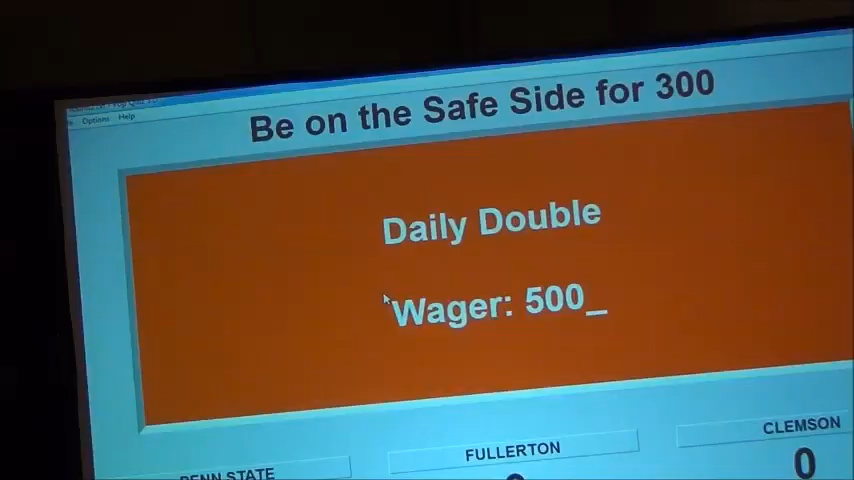 Options Help
Be on the Safe Side for 300
Daily Double
Wager: 500_
PENN STATE
FULLERTON
CLEMSON
0